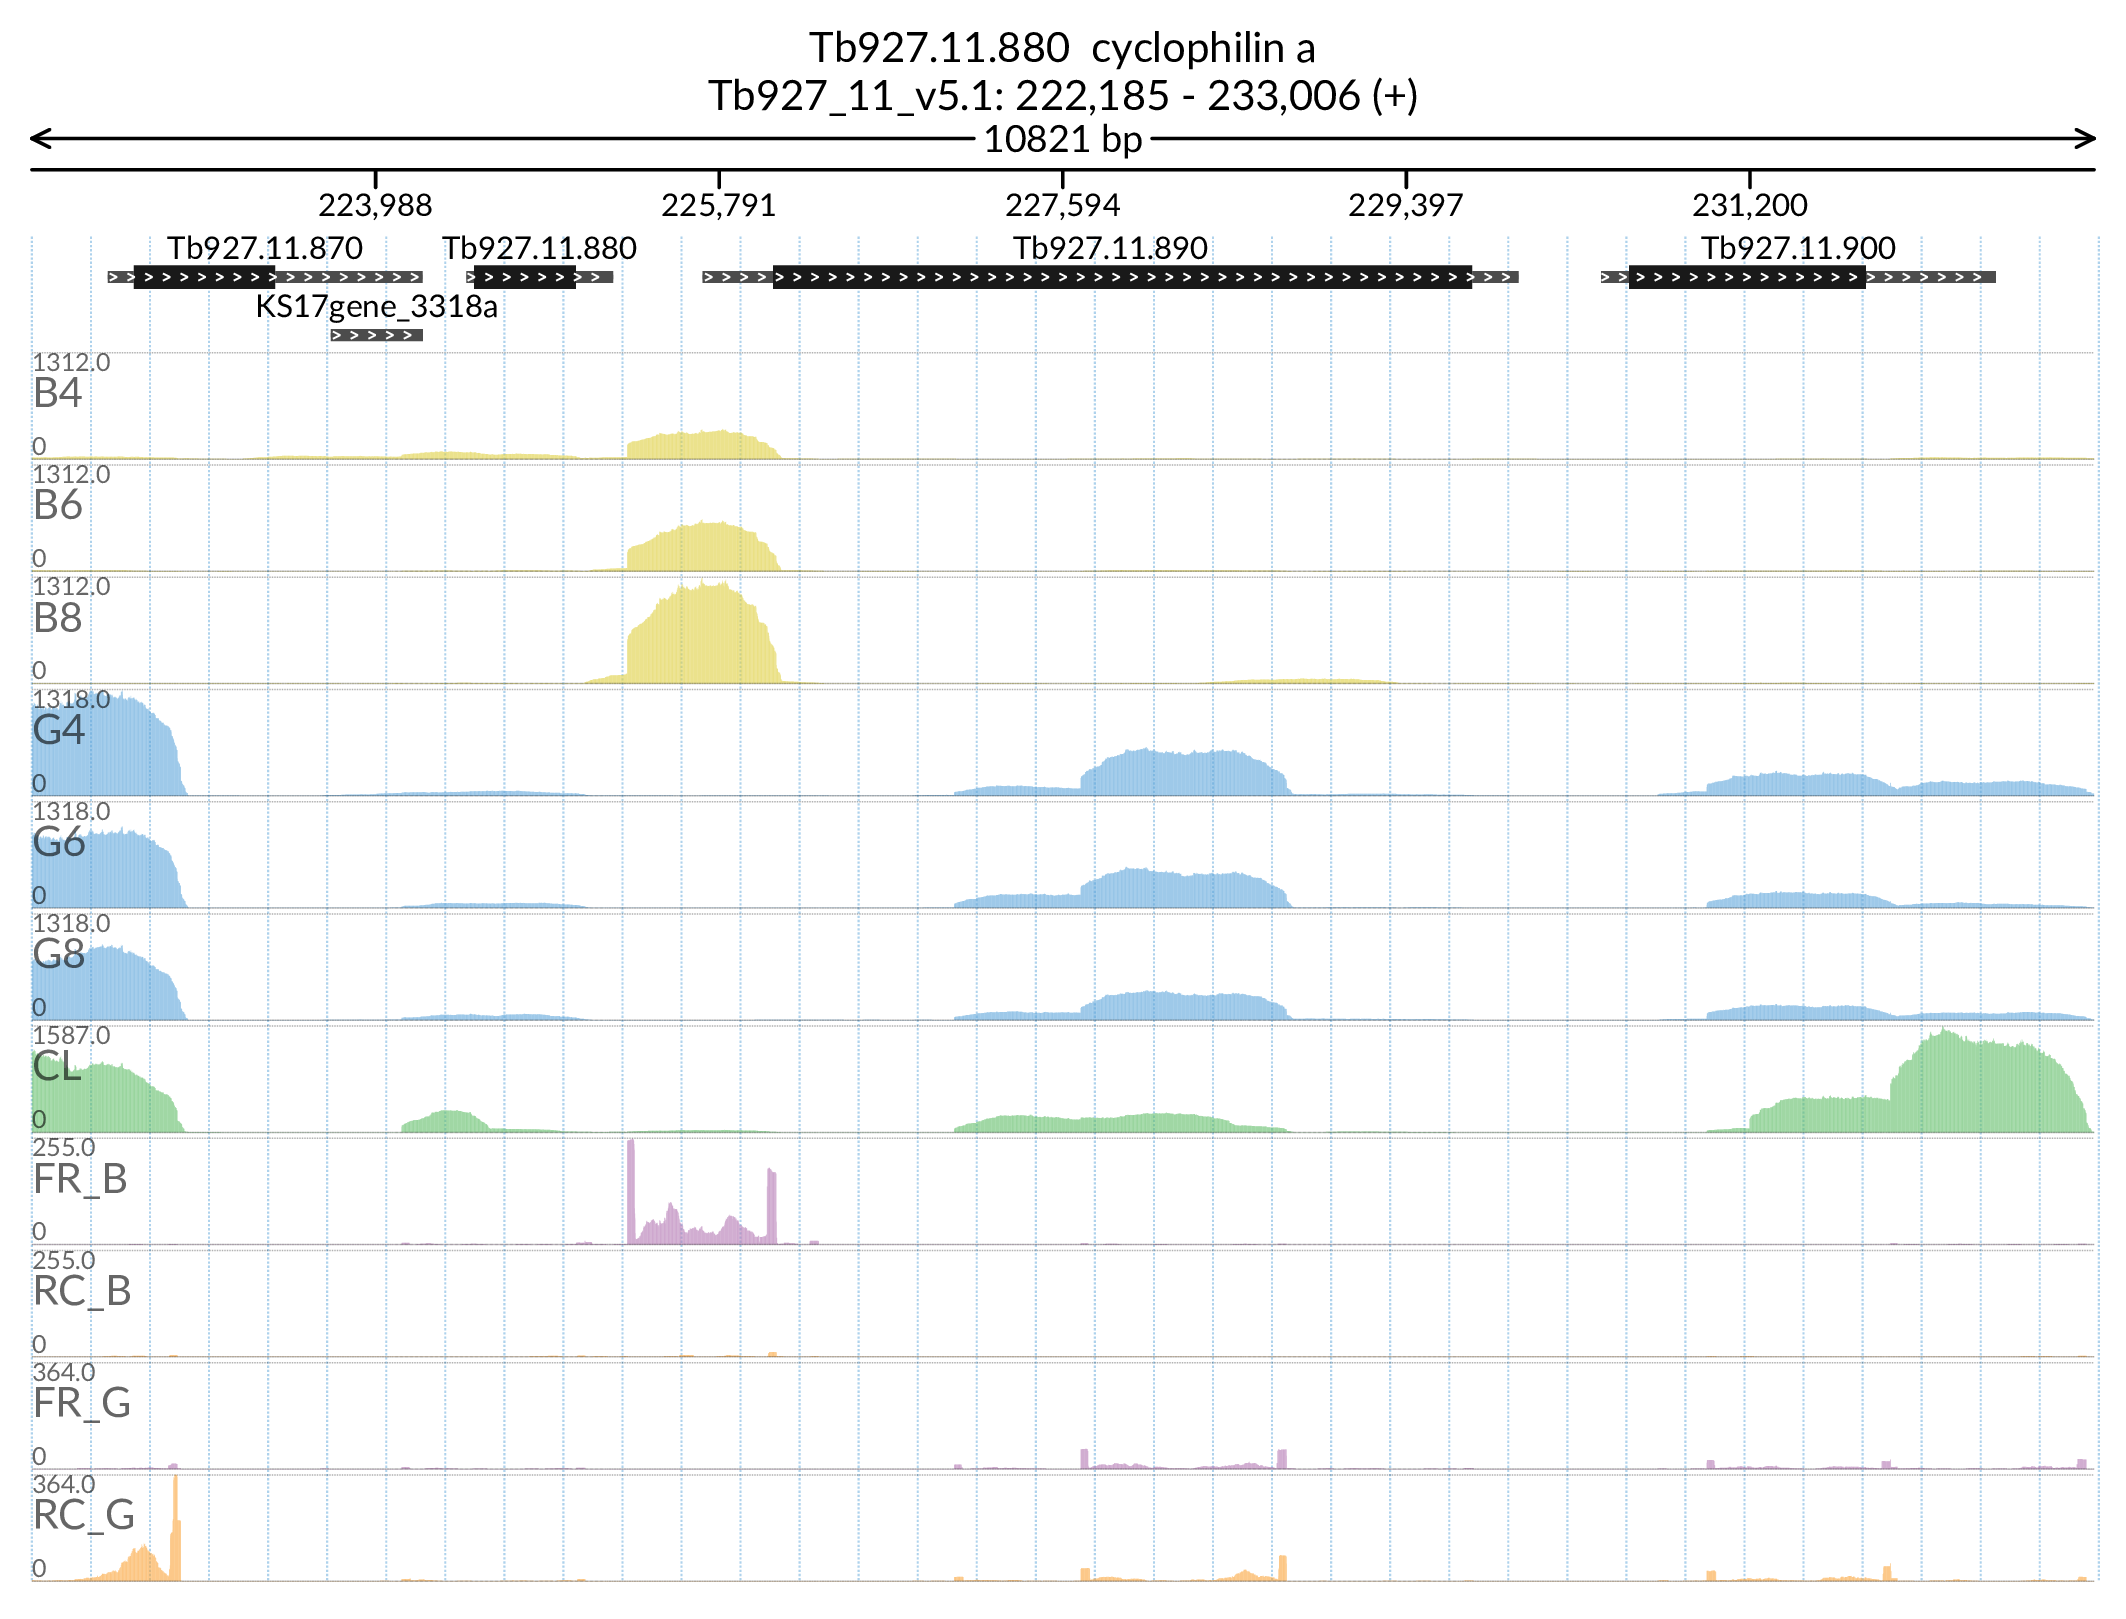 Tb927.11.880  cyclophilin a
Tb927_11_v5.1: 222,185 - 233,006 (+)
10821 bp
223,988 225,791 227,594 229,397 231,200
Tb927.11.870 Tb927.11.880 Tb927.11.890 Tb927.11.900
KS17gene_3318a
1312.0
B4
0
1312.0
B6
0
1312.0
B8
0
1318.0
G4
0
1318.0
G6
0
1318.0
G8
0
1587.0
CL
0
255.0
FR_B
0
255.0
RC_B
0
364.0
FR_G
0
364.0
RC_G
0